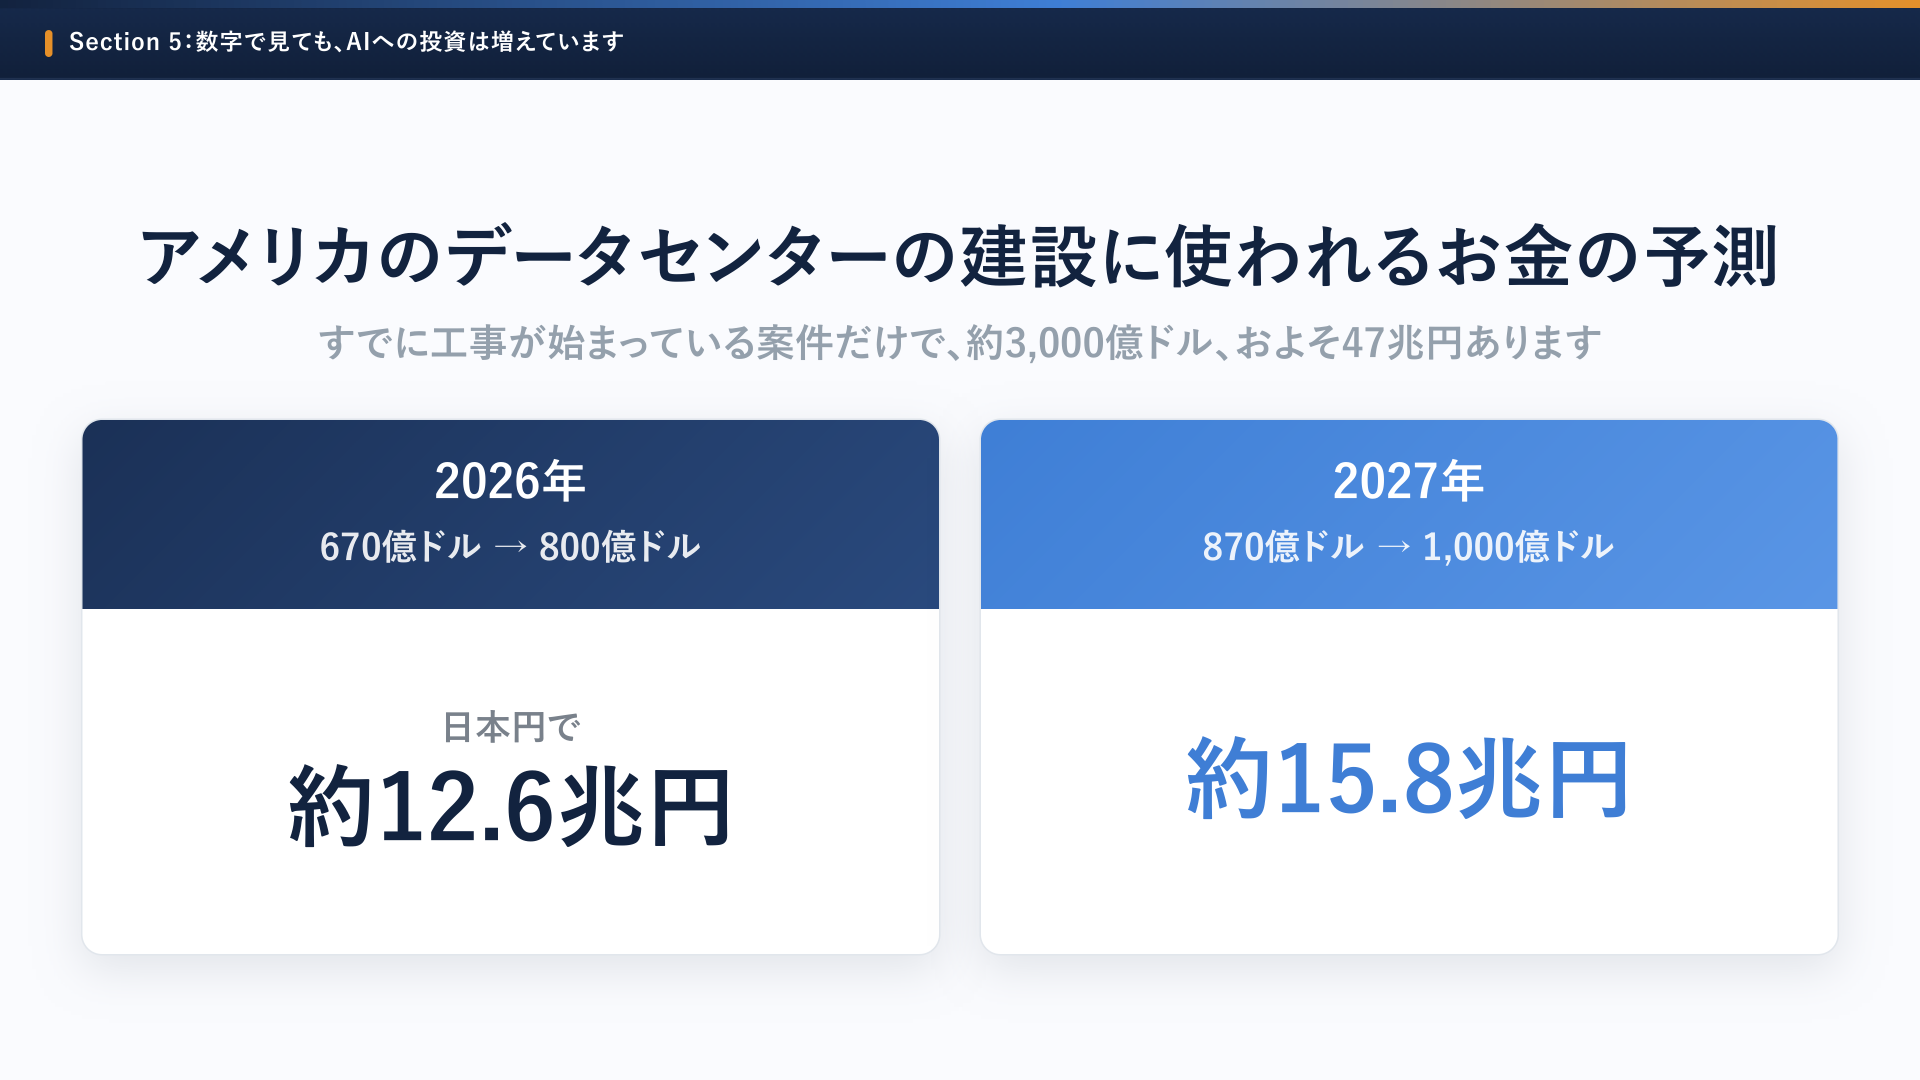 Section 5：数字で見ても、AIへの投資は増えています
アメリカのデータセンターの建設に使われるお金の予測
すでに工事が始まっている案件だけで、約3,000億ドル、およそ47兆円あります
2026年
670億ドル → 800億ドル
日本円で
約12.6兆円
2027年
870億ドル → 1,000億ドル
約15.8兆円